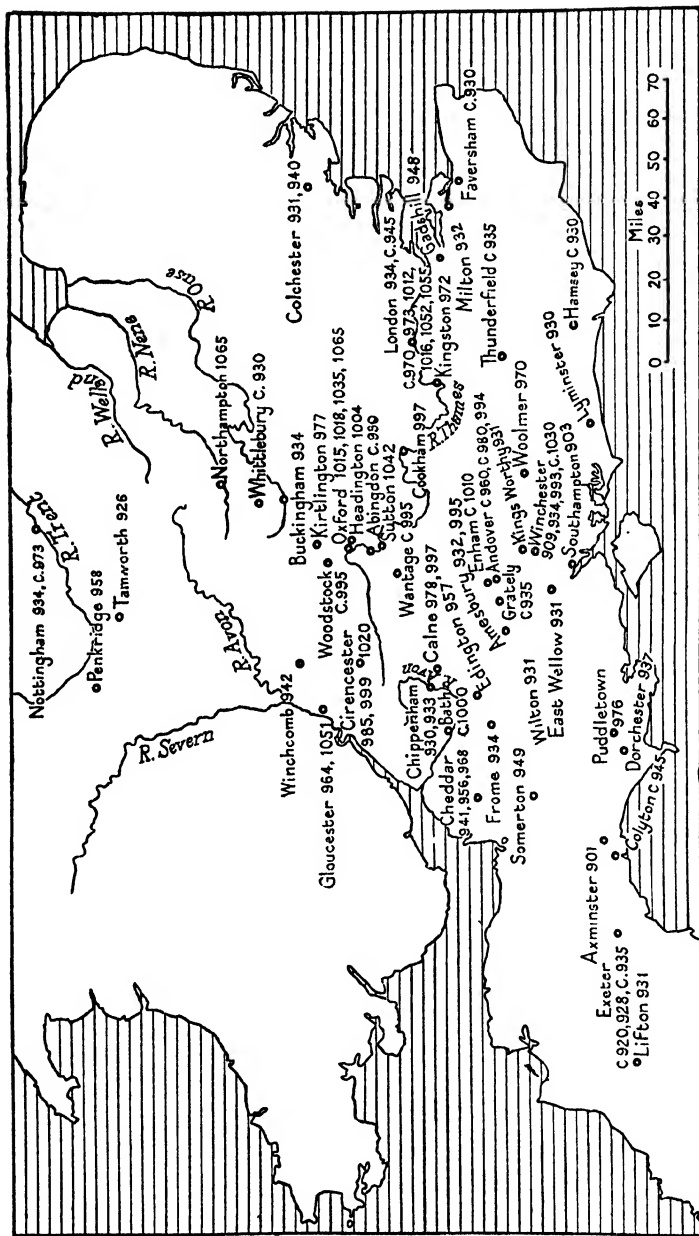 Nottingham 934, C.973
R. Trent
Penkridge 958
Tamworth 926
R. Welland
R. Nene
R. Ouse
R. Severn
R. Avon
Northampton 1065
Whittlebury C. 930
Colchester 931, 940
Winchcomb 942
Buckingham 934
Gloucester 964, 1051
Kirtlington 977
Woodstock
C.995
Oxford 1015, 1018, 1035, 1065
Headington 1004
Cirencester
985, 999
1020
Abingdon C. 990
Sutton 1042
London 934, C.945
C.970, 973, 1012,
1016, 1052, 1055
Gadshill 948
Wantage C 995
Cookham 997
R. Thames
Kingston 972
Milton 932
Faversham C.930
Chippenham
930, 933
Calne 978, 997
Bath
C.1000
Cheddar
941, 956, 968
Edington 957
Amesbury 932, 995
Enham C 1010
Andover C 960, C 980, 994
Grately
C 935
Kings Worthy 931
Thunderfield C 935
Frome 934
Woolmer 970
Winchester
909, 934, 993, C.1030
Somerton 949
Wilton 931
East Wellow 931
Southampton 903
Hamsey C 930
Lyminster 930
Axminster 901
Puddletown
976
Dorchester 937
Colyton C 945
Exeter
C 920, 928, C.935
Lifton 931
0 10 20 30 40 50 60 70
Miles